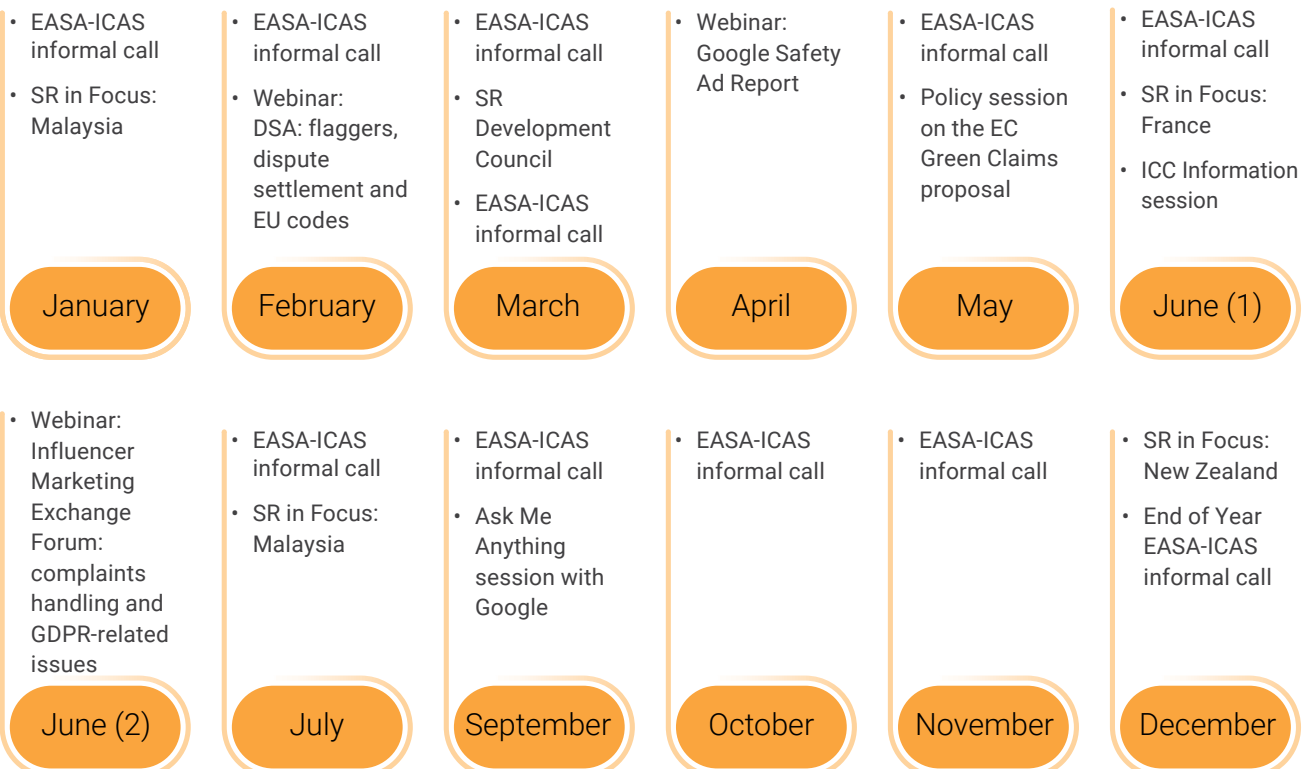 • EASA-ICAS
informal call
• SR in Focus:
Malaysia
January
• EASA-ICAS
informal call
• Webinar:
DSA: flaggers,
dispute
settlement and
EU codes
February
• EASA-ICAS
informal call
• SR
Development
Council
• EASA-ICAS
informal call
March
• Webinar:
Google Safety
Ad Report
April
• EASA-ICAS
informal call
• Policy session
on the EC
Green Claims
proposal
May
• EASA-ICAS
informal call
• SR in Focus:
France
• ICC Information
session
June (1)
• Webinar:
Influencer
Marketing
Exchange
Forum:
complaints
handling and
GDPR-related
issues
June (2)
• EASA-ICAS
informal call
• SR in Focus:
Malaysia
July
• EASA-ICAS
informal call
• Ask Me
Anything
session with
Google
September
• EASA-ICAS
informal call
October
• EASA-ICAS
informal call
November
• SR in Focus:
New Zealand
• End of Year
EASA-ICAS
informal call
December